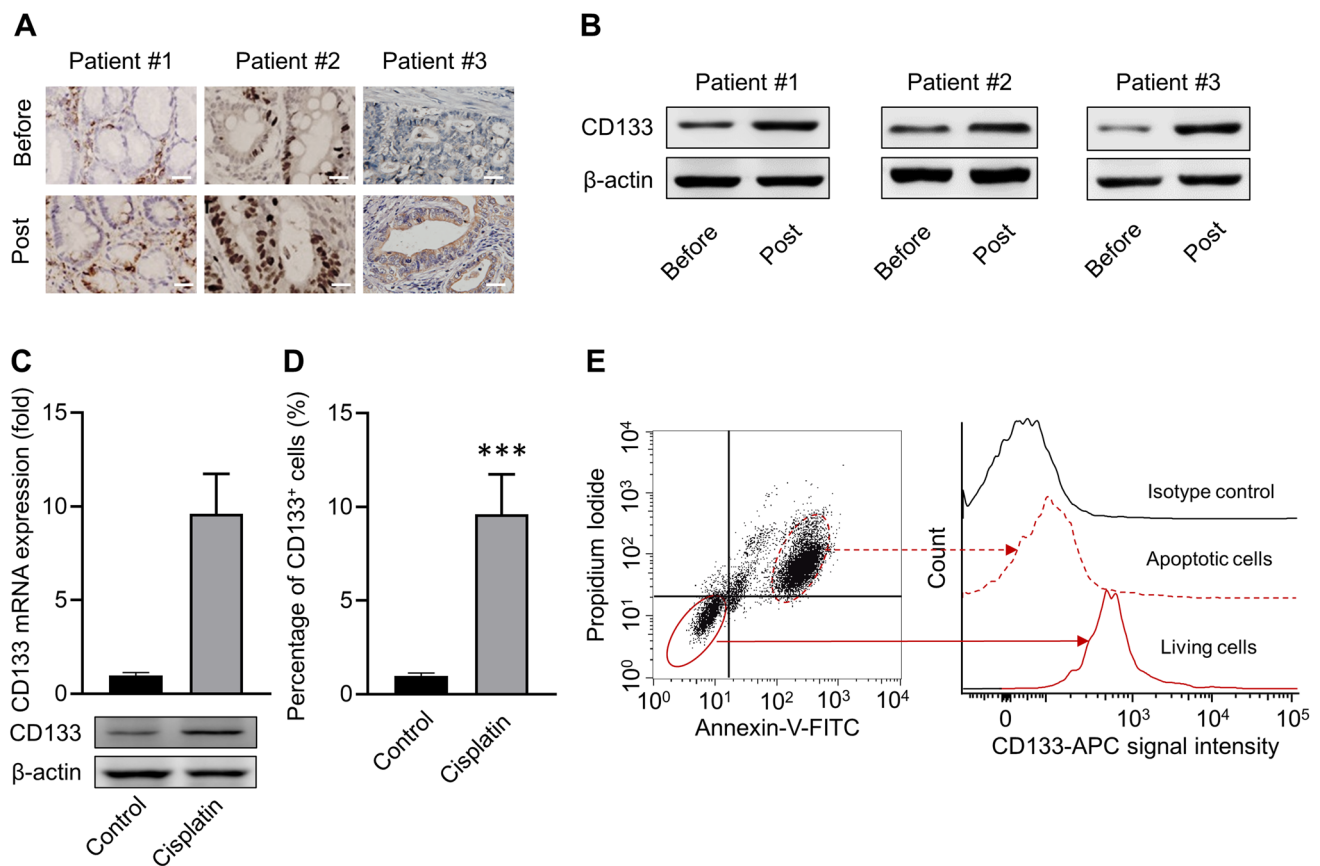 A
Patient #1 Patient #2 Patient #3
Before
Post
B
Patient #1 Patient #2 Patient #3
CD133
β-actin
Before Post Before Post Before Post
C
CD133 mRNA expression (fold)
15
10
5
0
CD133
β-actin
Control Cisplatin
D
Percentage of CD133⁺ cells (%)
15
10
5
0
***
Control Cisplatin
E
Propidium Iodide
10⁴
10³
10²
10¹
10⁰
10⁰ 10¹ 10² 10³ 10⁴
Annexin-V-FITC
Count
Isotype control
Apoptotic cells
Living cells
0 10³ 10⁴ 10⁵
CD133-APC signal intensity